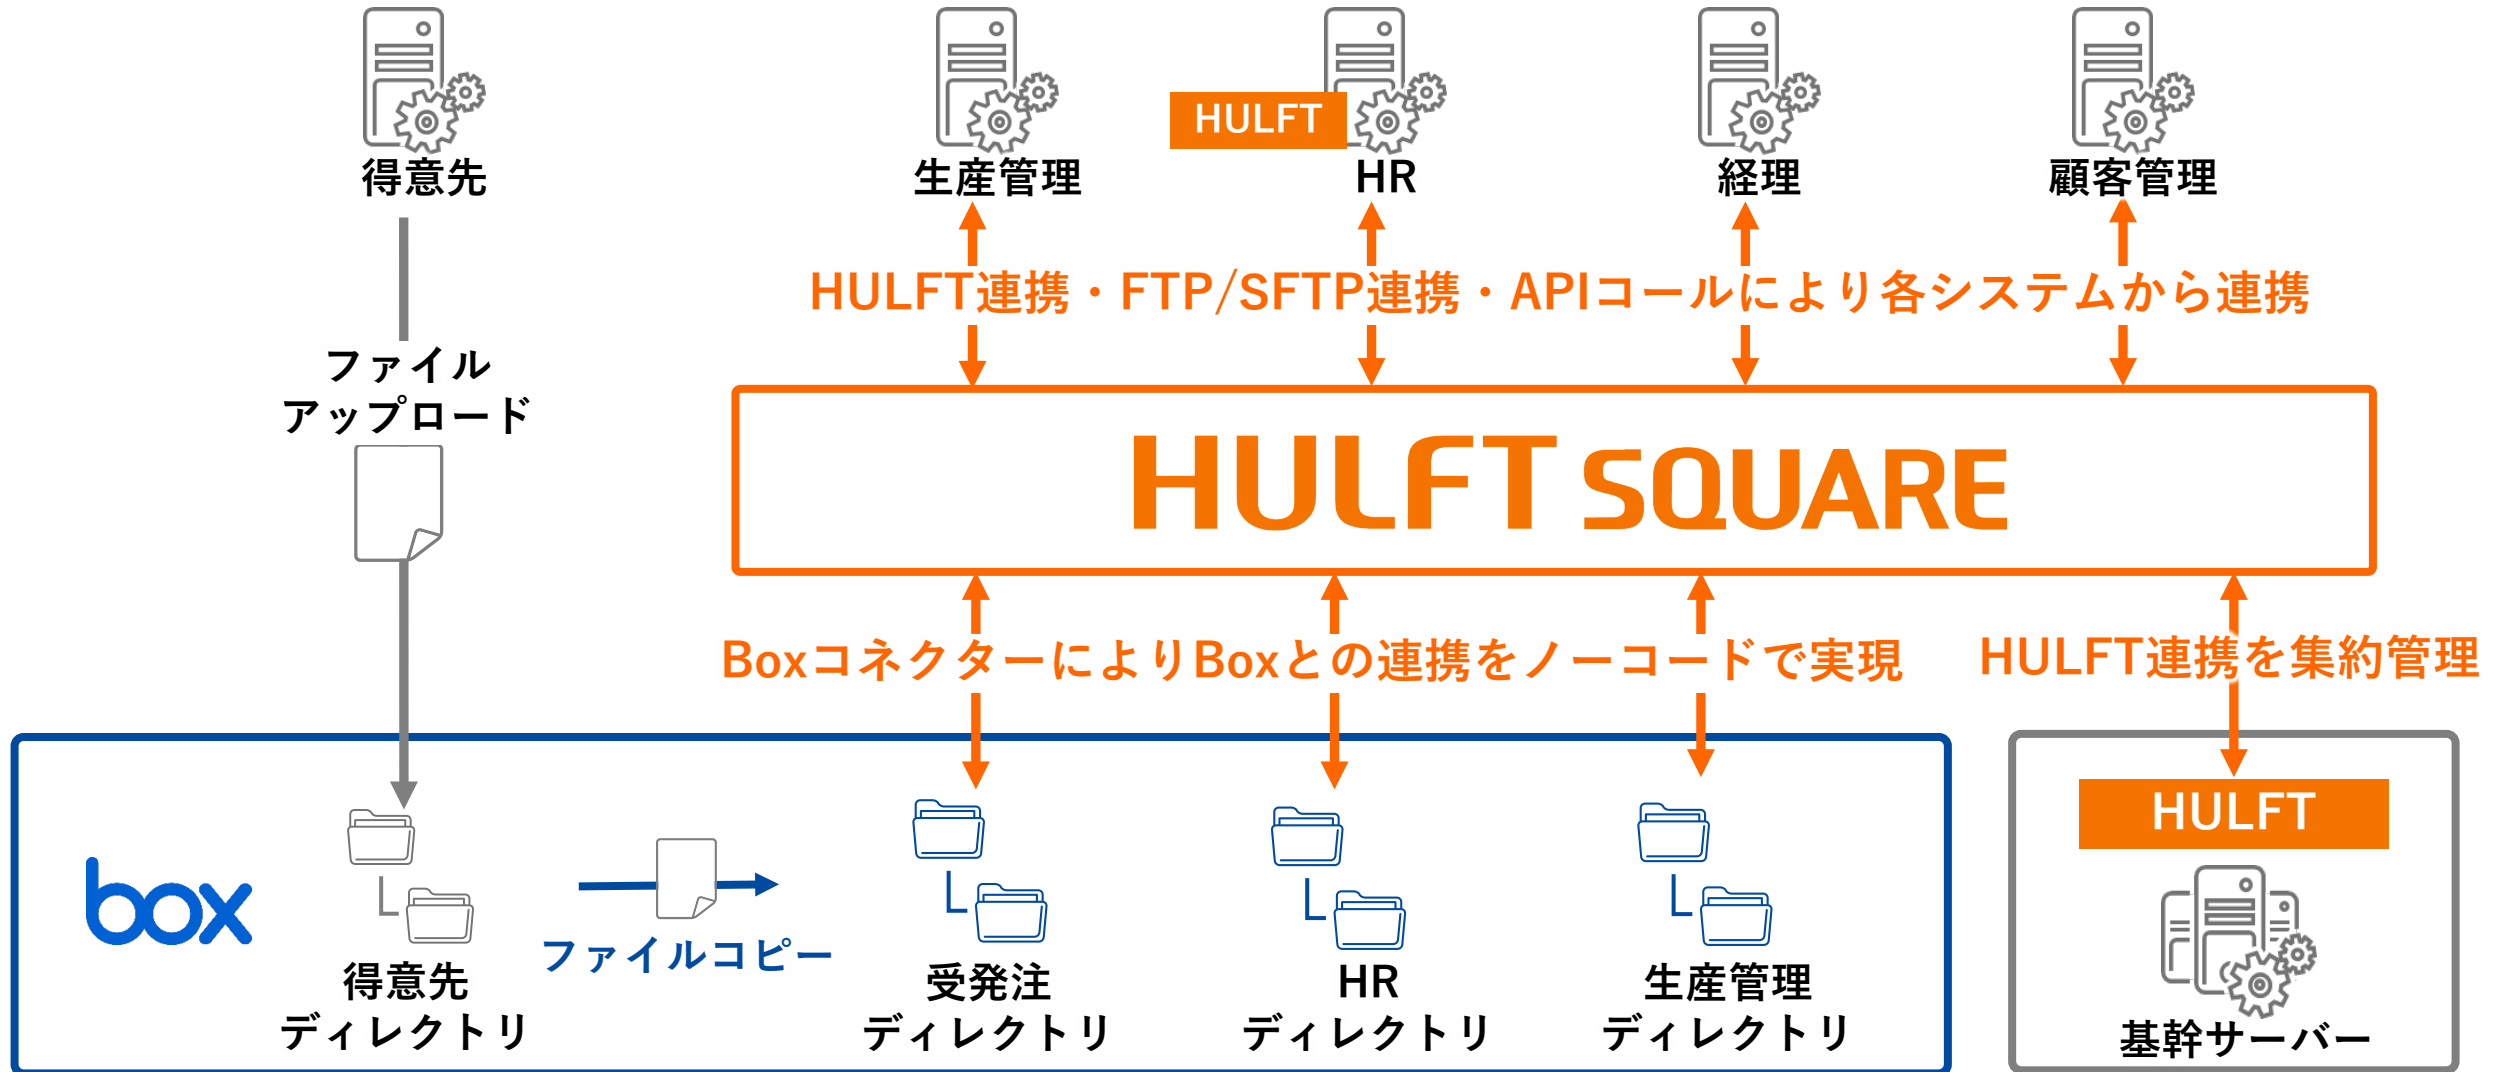 得意先
生産管理
HULFT
HR
経理
顧客管理
HULFT連携・FTP/SFTP連携・APIコールにより各システムから連携
ファイル
アップロード
HULFT SQUARE
BoxコネクターによりBoxとの連携をノーコードで実現
HULFT連携を集約管理
box
得意先
ディレクトリ
ファイルコピー
受発注
ディレクトリ
HR
ディレクトリ
生産管理
ディレクトリ
HULFT
基幹サーバー